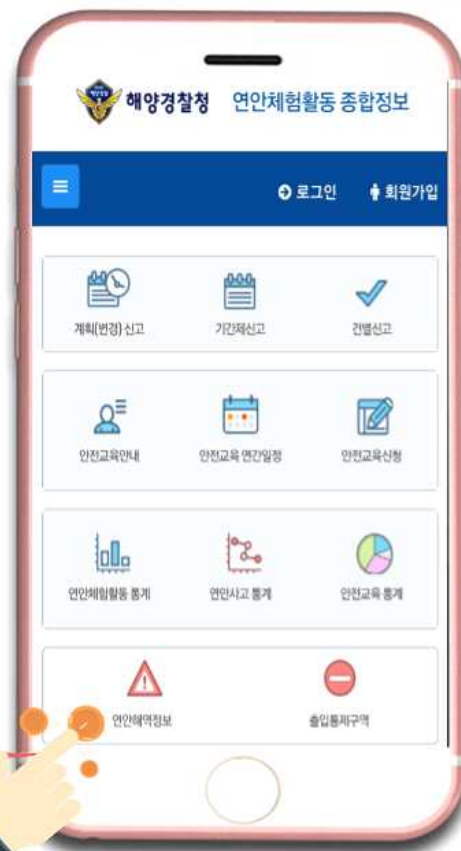 해양경찰청 연안체험활동 종합정보
로그인 회원가입
계획(변경) 신고 기간제신고 건별신고
안전교육안내 안전교육 연간일정 안전교육신청
연안체험활동 통계 연안사고 통계 안전교육 통계
연안해역정보 출입통제구역